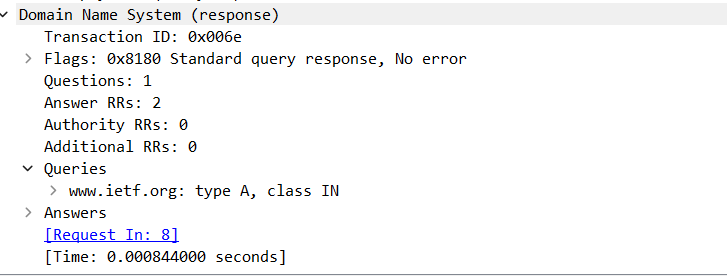 Domain Name System (response)
Transaction ID: 0x006e
Flags: 0x8180 Standard query response, No error
Questions: 1
Answer RRs: 2
Authority RRs: 0
Additional RRs: 0
Queries
www.ietf.org: type A, class IN
Answers
[Request In: 8]
[Time: 0.000844000 seconds]